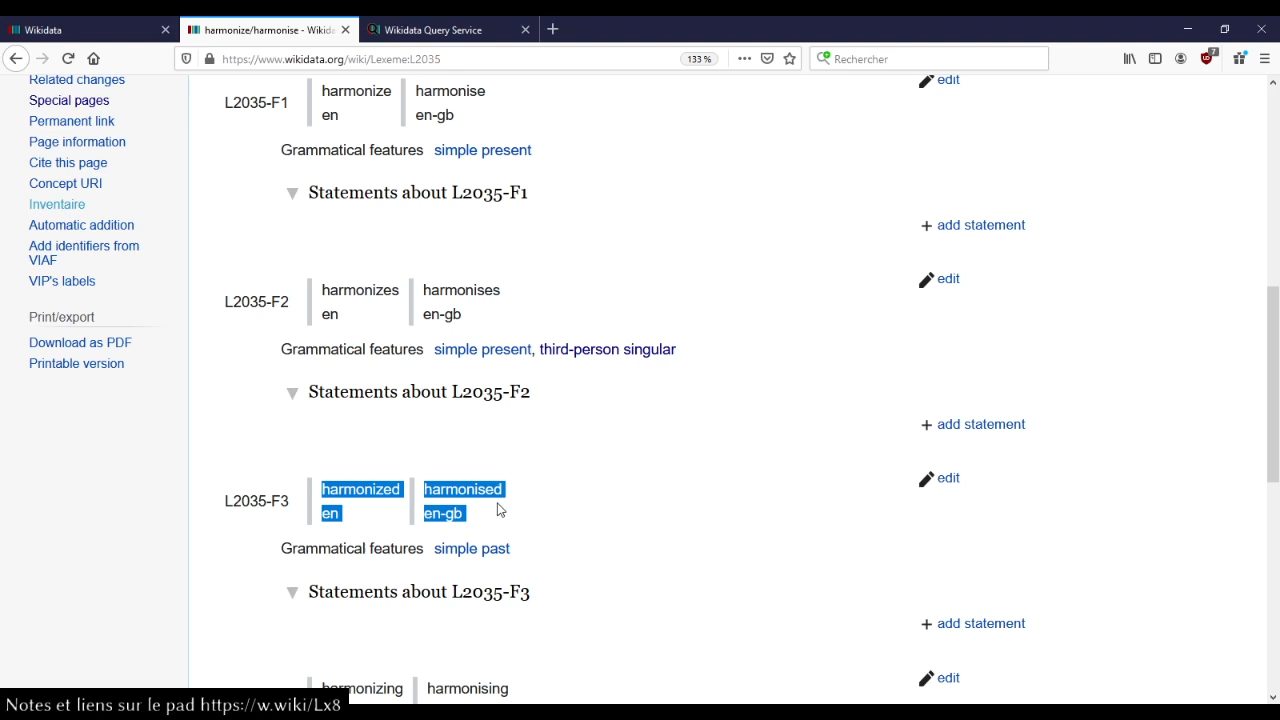 Wikidata
harmonize/harmonise - Wikida
Wikidata Query Service
https://www.wikidata.org/wiki/Lexeme:L2035
133 %
Rechercher
7
Related changes
Special pages
Permanent link
Page information
Cite this page
Concept URI
Inventaire
Automatic addition
Add identifiers from
VIAF
VIP's labels
Print/export
Download as PDF
Printable version
L2035-F1
harmonize
en
harmonise
en-gb
edit
Grammatical features simple present
Statements about L2035-F1
+ add statement
L2035-F2
harmonizes
en
harmonises
en-gb
edit
Grammatical features simple present, third-person singular
Statements about L2035-F2
+ add statement
L2035-F3
harmonized
en
harmonised
en-gb
edit
Grammatical features simple past
Statements about L2035-F3
+ add statement
harmonizing
harmonising
edit
Notes et liens sur le pad https://w.wiki/Lx8